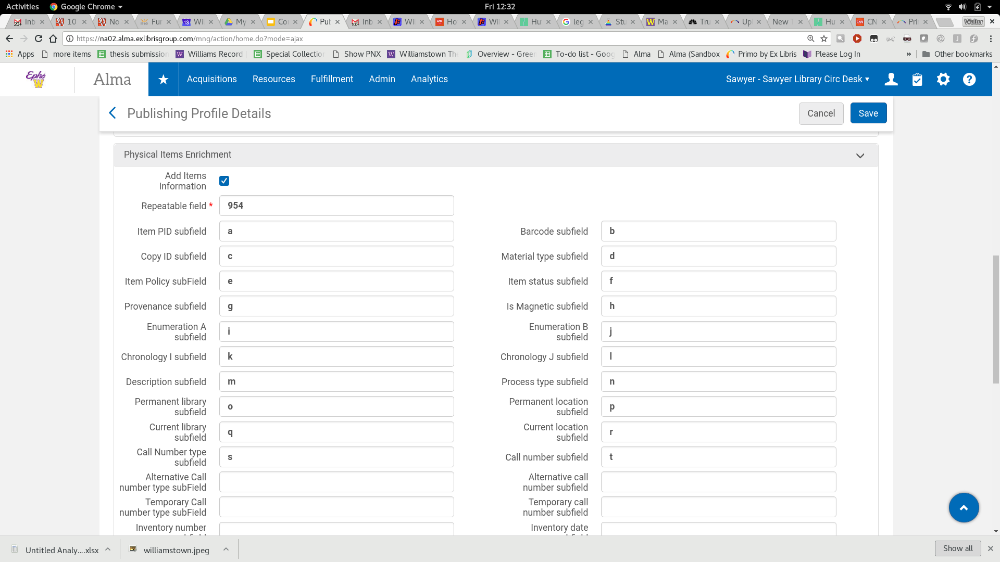 Activities Google Chrome Fri 12:32
Inb 10 No Fur Wil My Cor Pub Inb Wil Ho Wil Hu leg Stu Ma Tru Upl New T Hu CN Pri Walter
https://na02.alma.exlibrisgroup.com/mng/action/home.do?mode=ajax
Apps more items thesis submission Williams Record Special Collection Show PNX Williamstown The Overview - Green To-do list - Goog Alma Alma (Sandbox Primo by Ex Libris Please Log In » Other bookmarks
Ephs W Alma Acquisitions Resources Fulfillment Admin Analytics Sawyer - Sawyer Library Circ Desk
Publishing Profile Details Cancel Save
Physical Items Enrichment
Add Items
Information
Repeatable field * 954
Item PID subfield a Barcode subfield b
Copy ID subfield c Material type subfield d
Item Policy subField e Item status subfield f
Provenance subfield g Is Magnetic subfield h
Enumeration A
subfield i Enumeration B
subfield j
Chronology I subfield k Chronology J subfield l
Description subfield m Process type subfield n
Permanent library
subfield o Permanent location
subfield p
Current library
subfield q Current location
subfield r
Call Number type
subfield s Call number subfield t
Alternative Call
number type subField Alternative call
number subfield
Temporary Call
number type subField Temporary call
number subfield
Inventory number Inventory date
Untitled Analy....xlsx williamstown.jpeg Show all